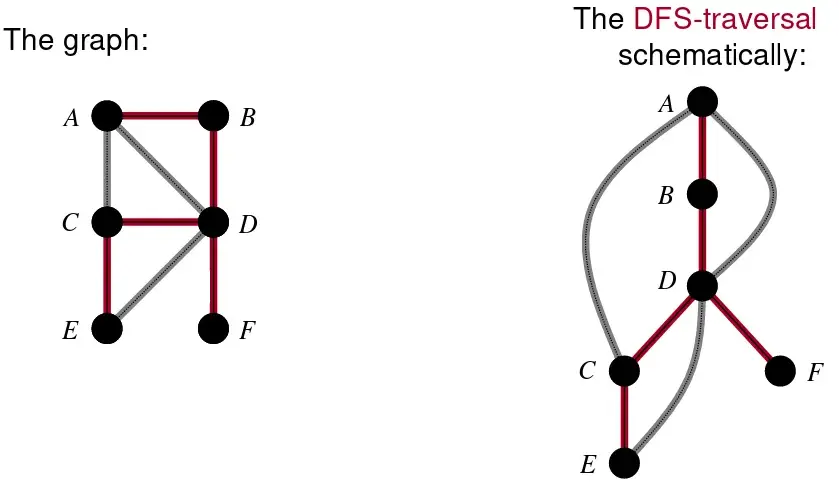 The graph:
A B
C D
E F
The DFS-traversal
schematically:
A
B
D
C F
E